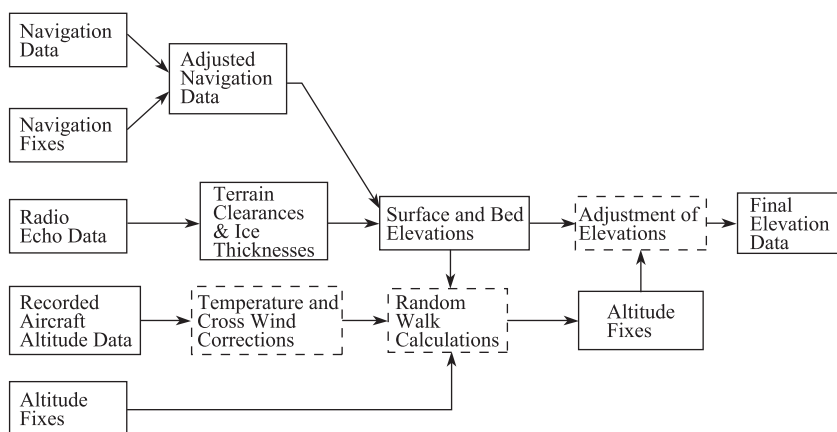 Navigation
Data
Navigation
Fixes
Adjusted
Navigation
Data
Radio
Echo Data
Terrain
Clearances
& Ice
Thicknesses
Surface and Bed
Elevations
Adjustment of
Elevations
Final
Elevation
Data
Recorded
Aircraft
Altitude Data
Temperature and
Cross Wind
Corrections
Random
Walk
Calculations
Altitude
Fixes
Altitude
Fixes